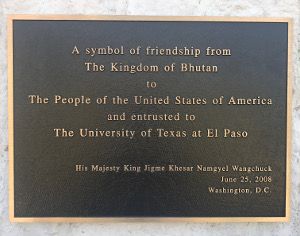 A symbol of friendship from
The Kingdom of Bhutan
to
The People of the United States of America
and entrusted to
The University of Texas at El Paso
His Majesty King Jigme Khesar Namgyel Wangchuck
June 25, 2008
Washington, D.C.